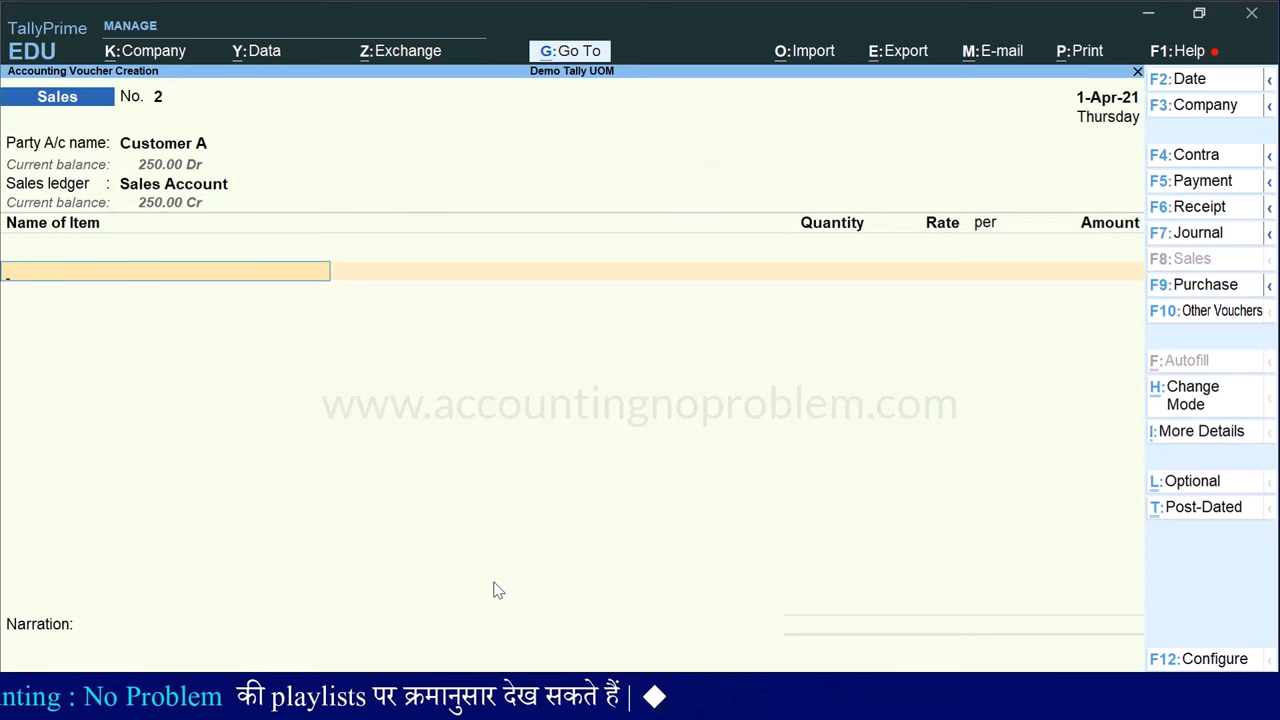 TallyPrime
MANAGE
EDU
K:Company
Y:Data
Z:Exchange
G:Go To
O:Import
E:Export
M:E-mail
P:Print
F1:Help
Accounting Voucher Creation
Demo Tally UOM
Sales No. 2
1-Apr-21
Thursday
Party A/c name: Customer A
Current balance: 250.00 Dr
Sales ledger : Sales Account
Current balance: 250.00 Cr
Name of Item Quantity Rate per Amount
www.accountingnoproblem.com
Narration:
F2:Date
F3:Company
F4:Contra
F5:Payment
F6:Receipt
F7:Journal
F8:Sales
F9:Purchase
F10:Other Vouchers
F:Autofill
H:Change
Mode
I:More Details
L:Optional
T:Post-Dated
F12:Configure
nting : No Problem की playlists पर क्रमानुसार देख सकते हैं | ◆